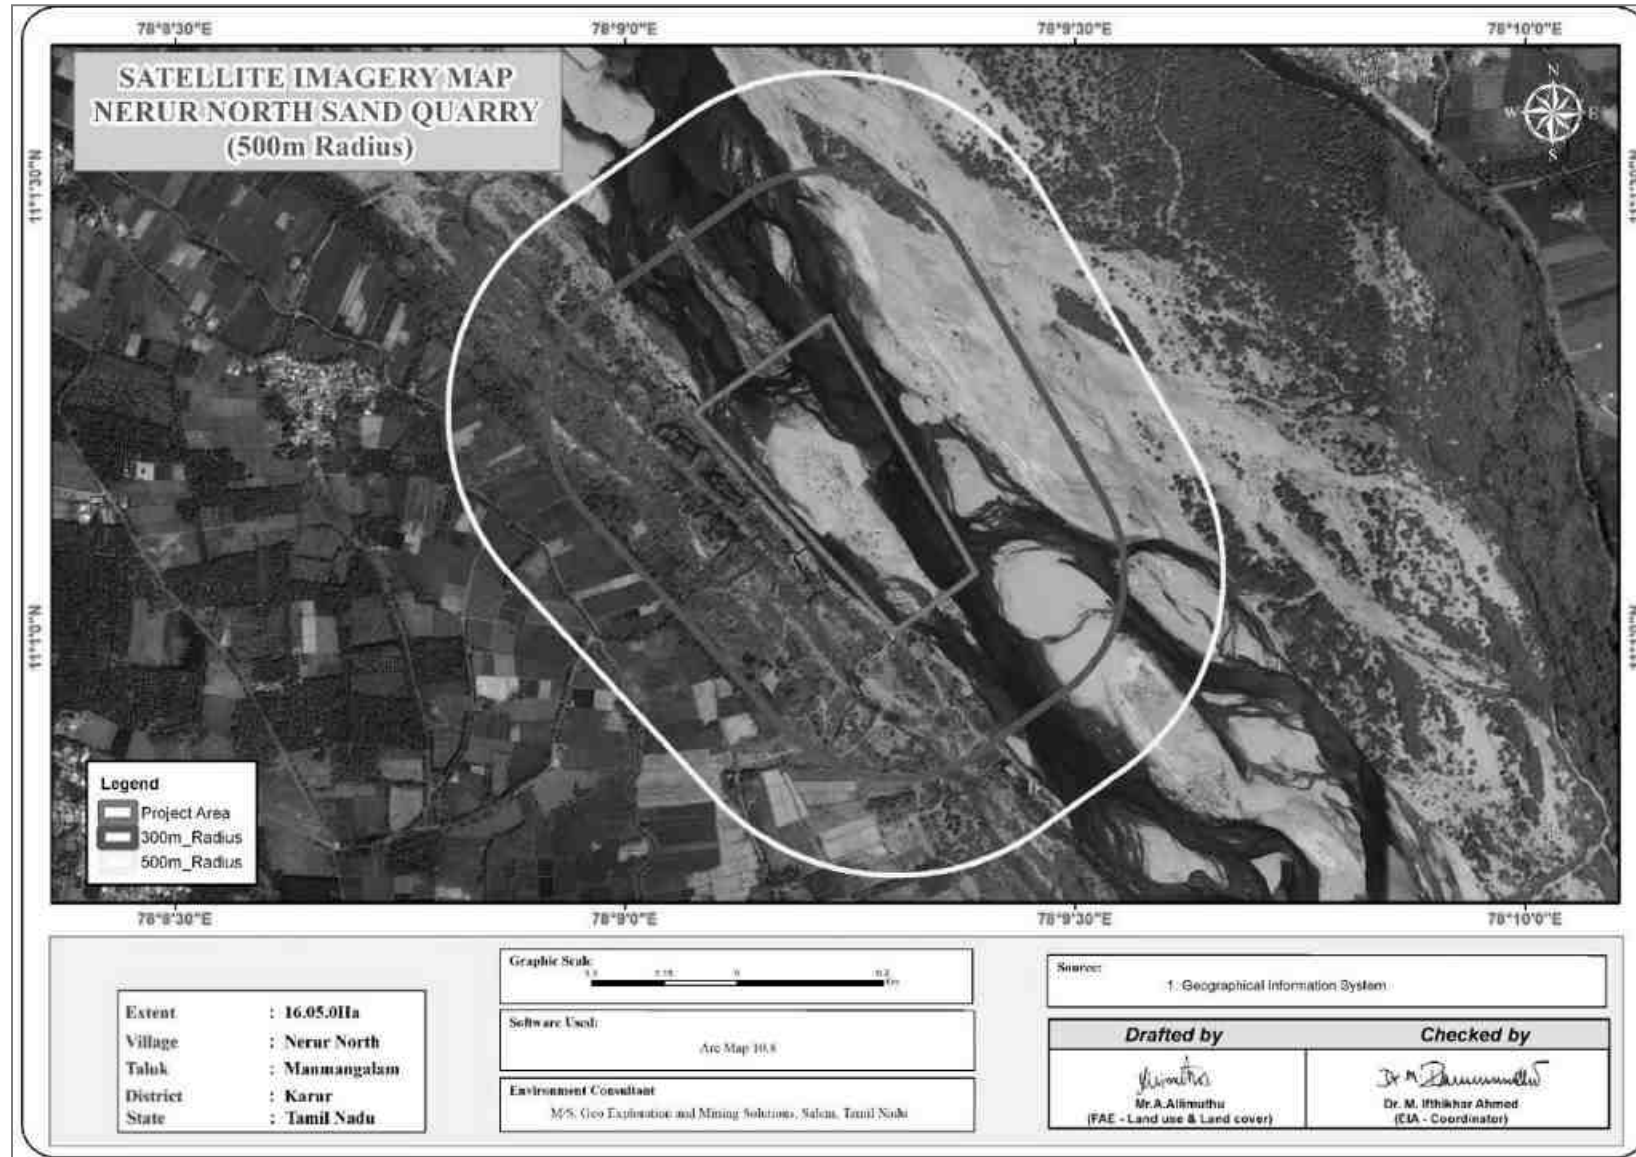 78°8'30"E 78°9'0"E 78°9'30"E 78°10'0"E
SATELLITE IMAGERY MAP
NERUR NORTH SAND QUARRY
(500m Radius)
N
W E
S
11°1'30"N
11°1'0"N
Legend
Project Area
300m_Radius
500m_Radius
78°8'30"E 78°9'0"E 78°9'30"E 78°10'0"E
Extent : 16.05.0Ha
Village : Nerur North
Taluk : Manmangalam
District : Karur
State : Tamil Nadu
Graphic Scale
Km
Software Used:
Arc Map 10.8
Environment Consultant
M/S. Geo Exploration and Mining Solutions, Salem, Tamil Nadu
Source:
1. Geographical Information System
Drafted by Checked by
Mr.A.Allimuthu
(FAE - Land use & Land cover)
Dr. M. Ifthikhar Ahmed
(EIA - Coordinator)